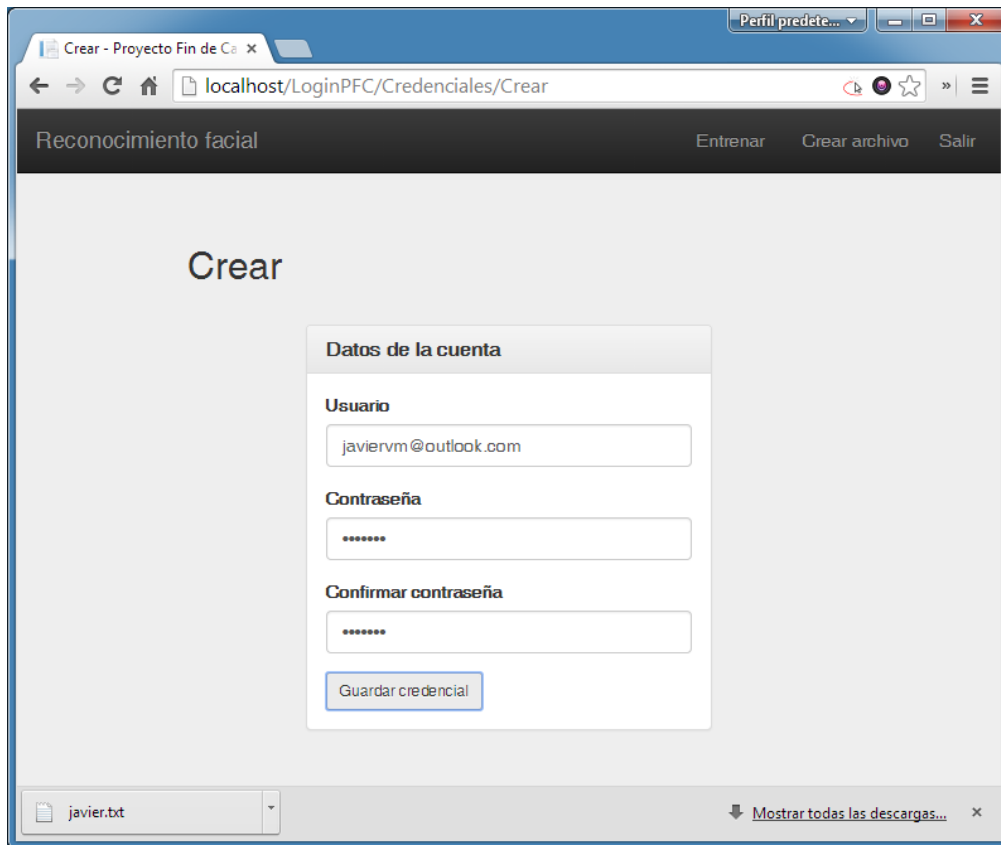 Perfil predete...
Crear - Proyecto Fin de Ca
localhost/LoginPFC/Credenciales/Crear
Reconocimiento facial Entrenar Crear archivo Salir
Crear
Datos de la cuenta
Usuario
javiervm@outlook.com
Contraseña
•••••••
Confirmar contraseña
•••••••
Guardar credencial
javier.txt Mostrar todas las descargas...